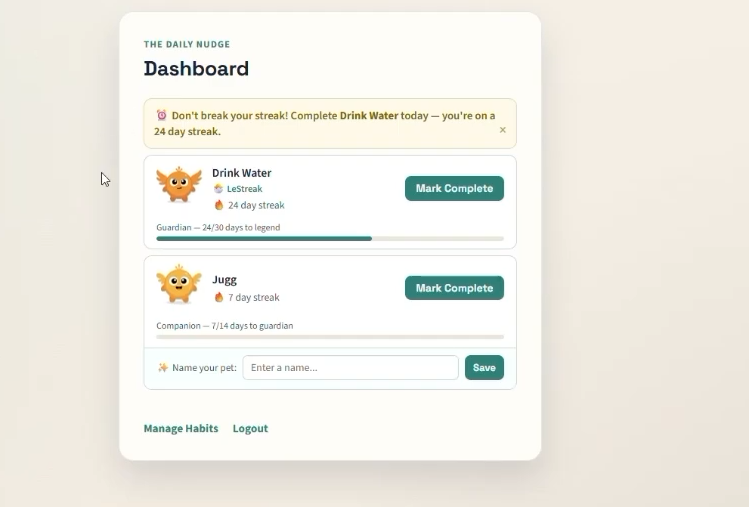 THE DAILY NUDGE
Dashboard
⏰ Don't break your streak! Complete Drink Water today — you're on a
24 day streak.
×
Drink Water
🐣 LeStreak
🔥 24 day streak
Mark Complete
Guardian — 24/30 days to legend
Jugg
🔥 7 day streak
Mark Complete
Companion — 7/14 days to guardian
✨ Name your pet:
Enter a name...
Save
Manage Habits
Logout